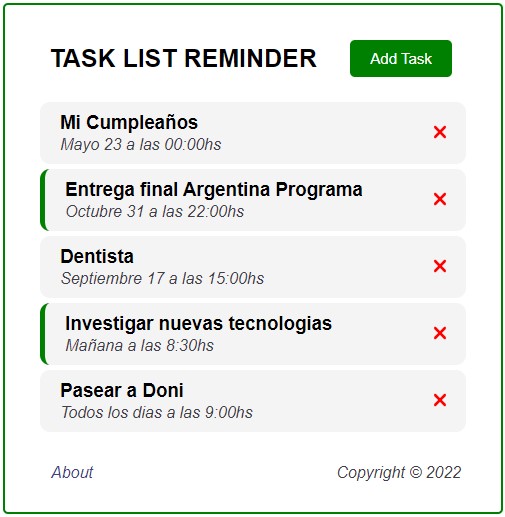 TASK LIST REMINDER
Add Task
Mi Cumpleaños
Mayo 23 a las 00:00hs
Entrega final Argentina Programa
Octubre 31 a las 22:00hs
Dentista
Septiembre 17 a las 15:00hs
Investigar nuevas tecnologias
Mañana a las 8:30hs
Pasear a Doni
Todos los dias a las 9:00hs
About
Copyright © 2022